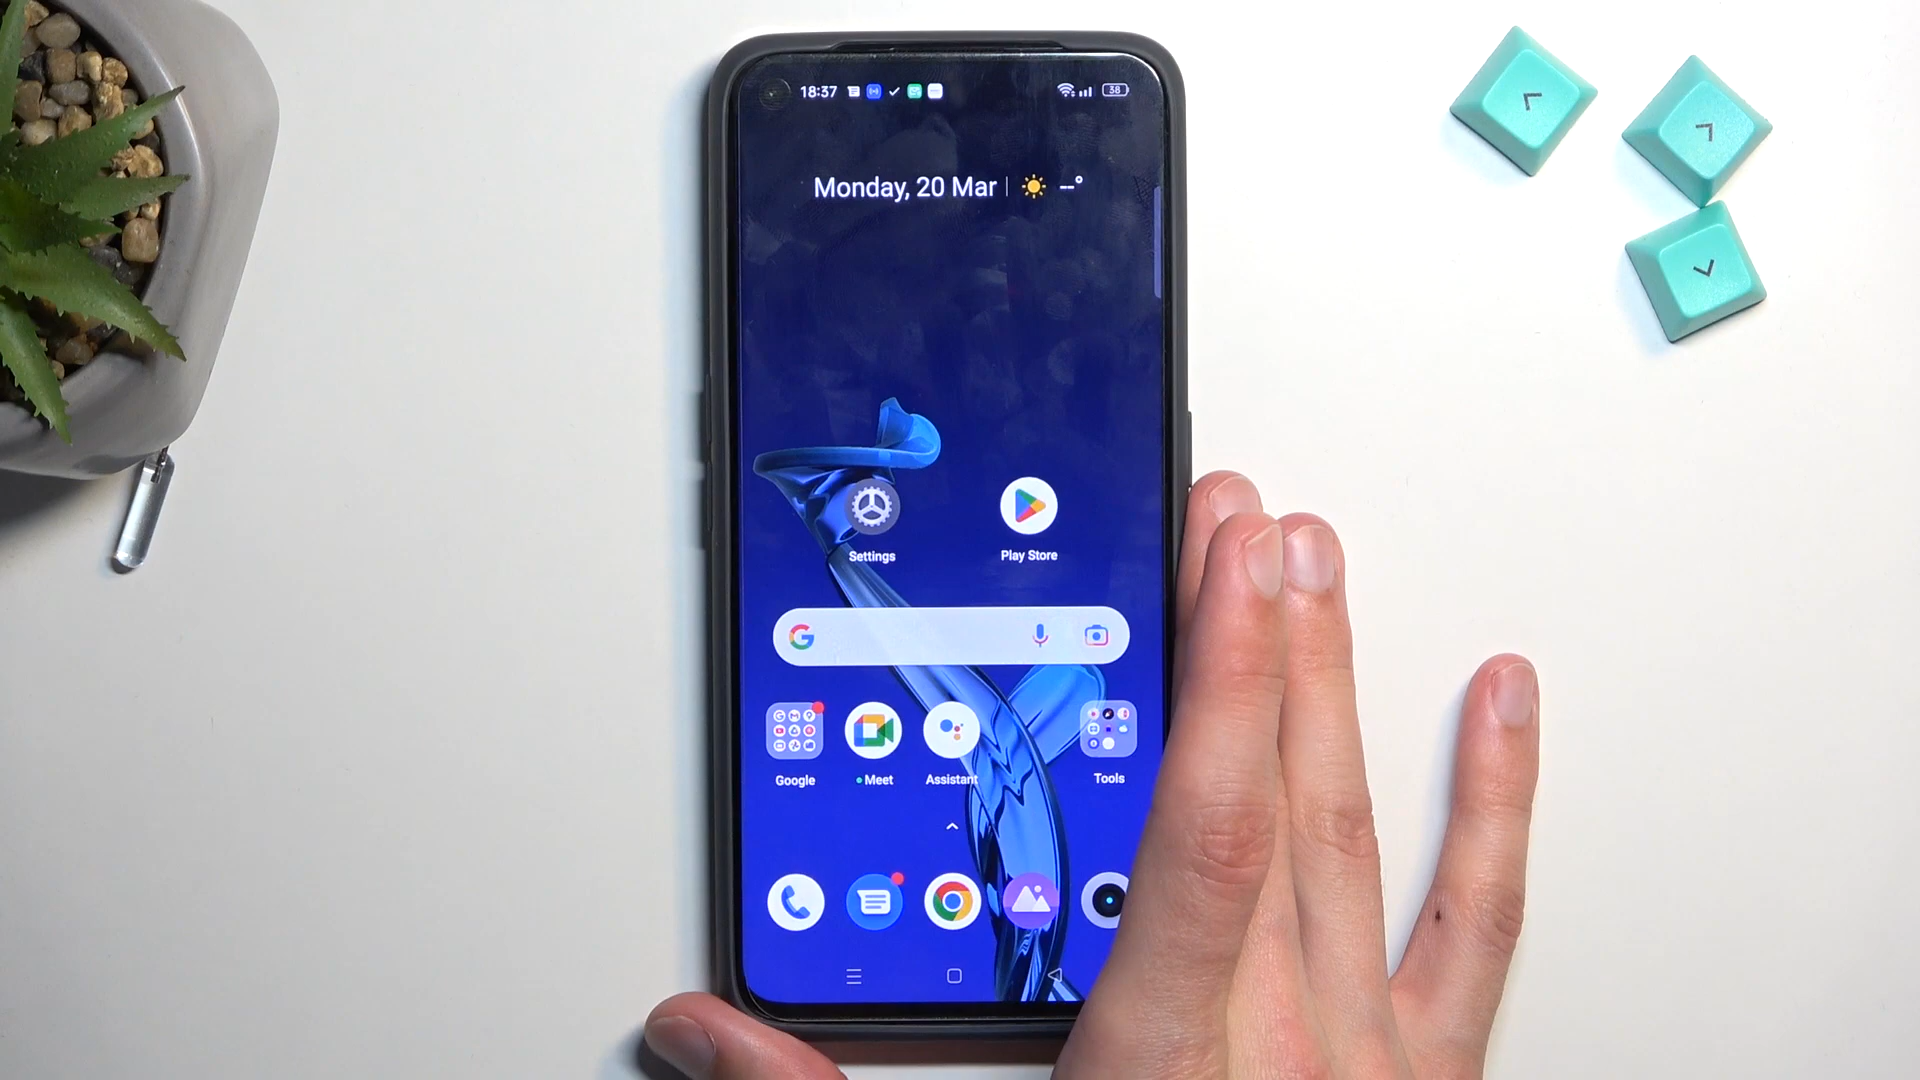 18:37
38
Monday, 20 Mar | --°
Settings
Play Store
Google
Meet
Assistant
Tools